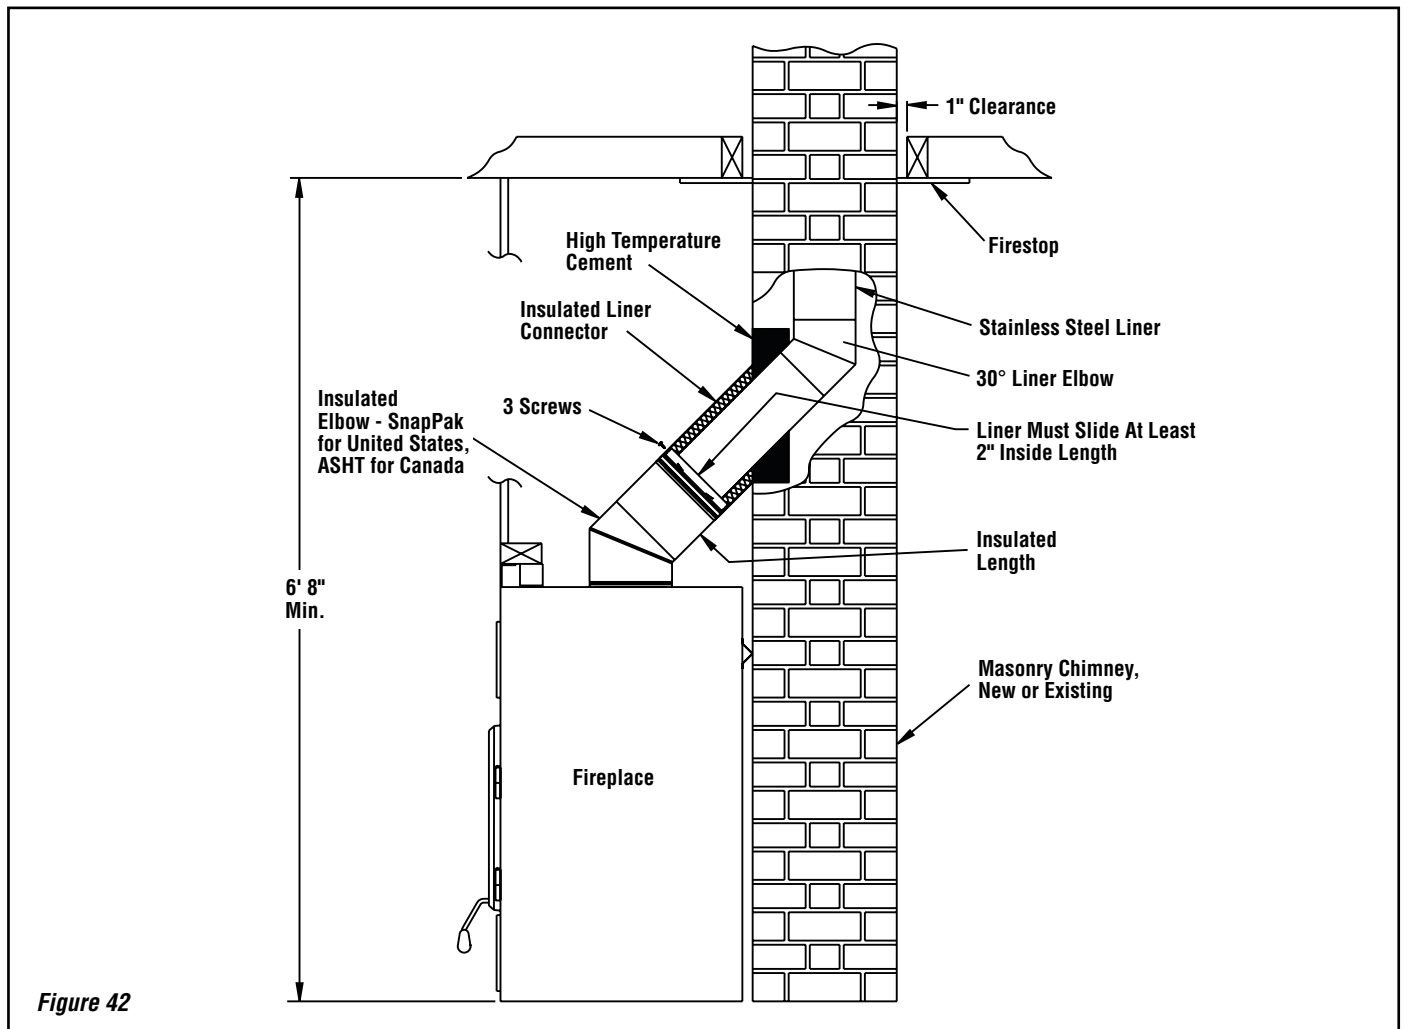 1" Clearance
Firestop
High Temperature
Cement
Insulated Liner
Connector
Stainless Steel Liner
30° Liner Elbow
Insulated
Elbow - SnapPak
for United States,
ASHT for Canada
3 Screws
Liner Must Slide At Least
2" Inside Length
Insulated
Length
6' 8"
Min.
Masonry Chimney,
New or Existing
Fireplace
Figure 42